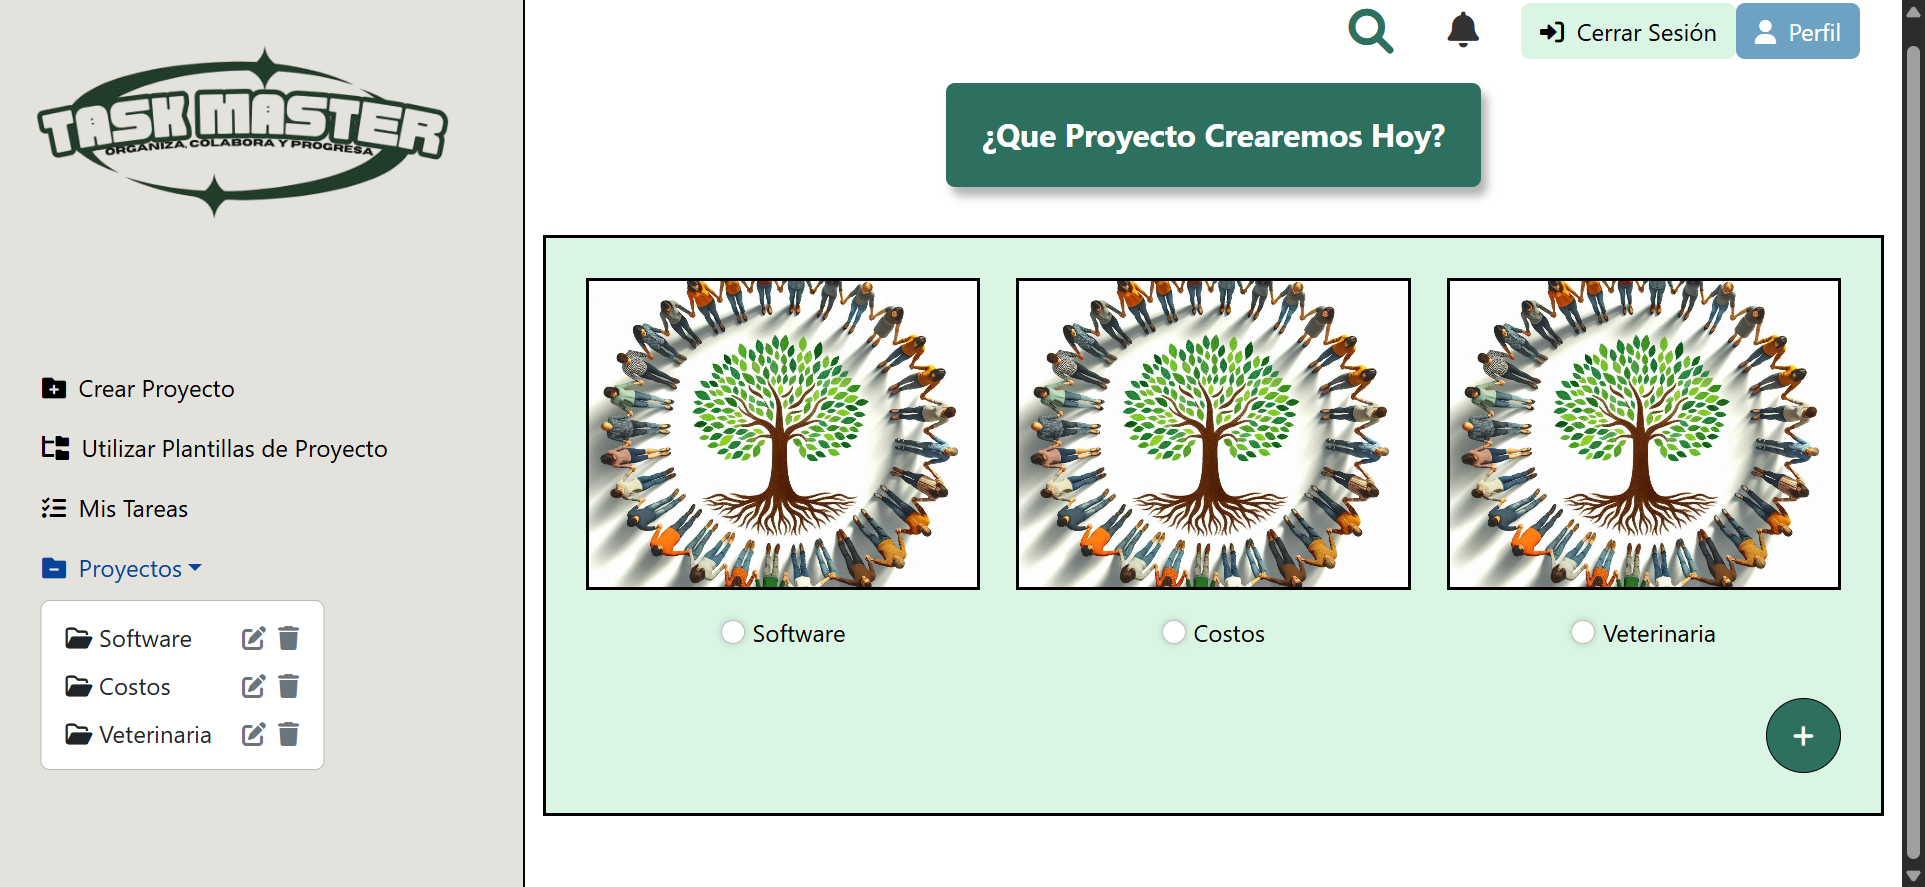 TASK MASTER
ORGANIZA, COLABORA Y PROGRESA
Crear Proyecto
Utilizar Plantillas de Proyecto
Mis Tareas
Proyectos
Software
Costos
Veterinaria
Cerrar Sesión
Perfil
¿Que Proyecto Crearemos Hoy?
Software
Costos
Veterinaria